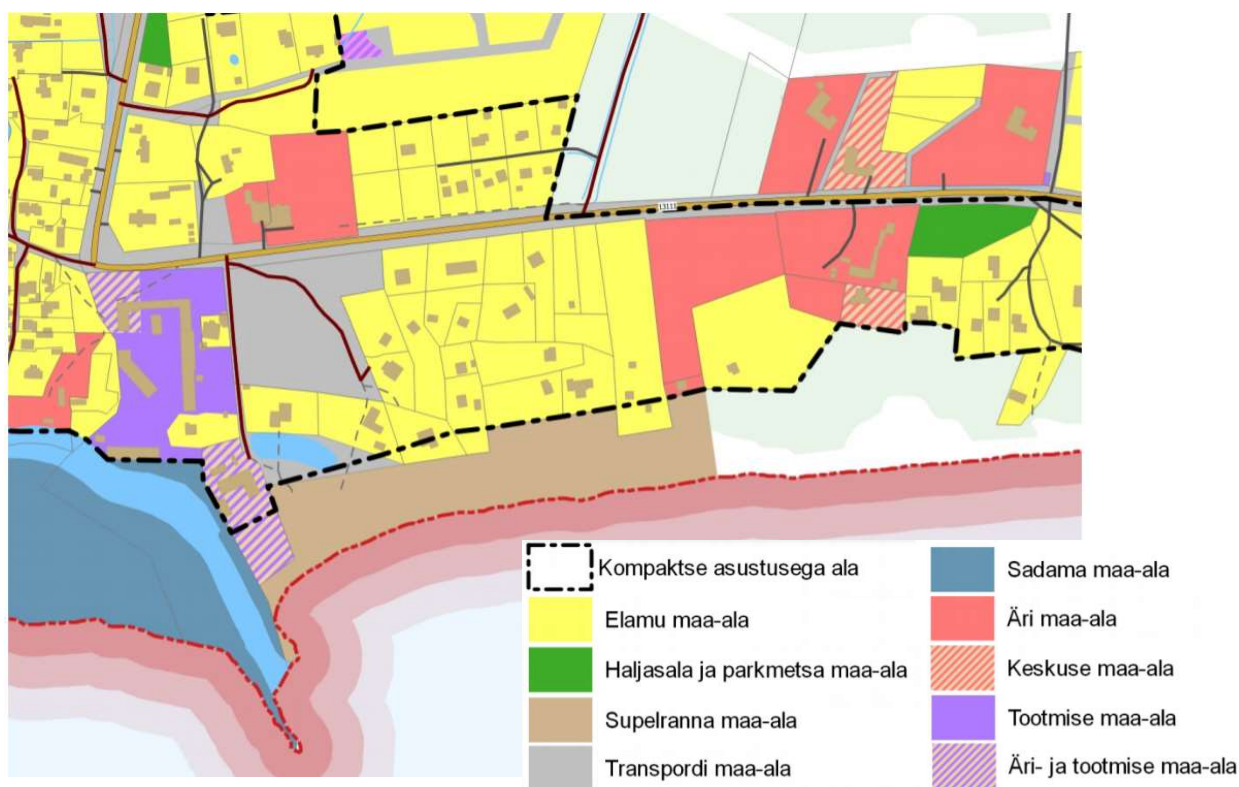 13111
Kompaktse asustusega ala
Elamu maa-ala
Haljasala ja parkmetsa maa-ala
Supelranna maa-ala
Transpordi maa-ala
Sadama maa-ala
Äri maa-ala
Keskuse maa-ala
Tootmise maa-ala
Äri- ja tootmise maa-ala